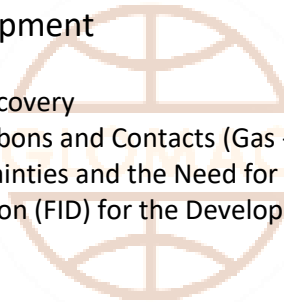 opment
covery
bons and Contacts (Gas -
inties and the Need for
on (FID) for the Develop